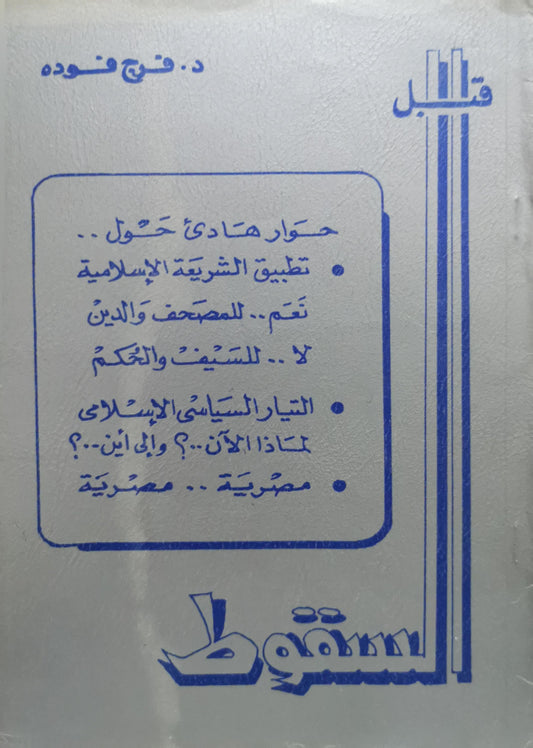 د. فرج فوده
قبل
حوار هادئ حول ..
• تطبيق الشريعة الإسلامية
نعم .. للمصحف والدين
لا .. للسيف والحكم
• التيار السياسى الإسلامى
لماذا الآن ..؟ وإلى أين ..؟
• مصرية .. مصرية
السقوط